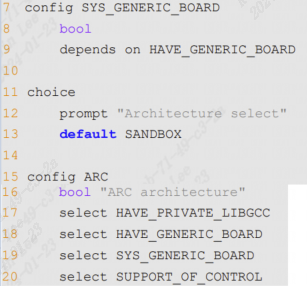 7 config SYS_GENERIC_BOARD
8 bool
9 depends on HAVE_GENERIC_BOARD
10
11 choice
12 prompt "Architecture select"
13 default SANDBOX
14
15 config ARC
16 bool "ARC architecture"
17 select HAVE_PRIVATE_LIBGCC
18 select HAVE_GENERIC_BOARD
19 select SYS_GENERIC_BOARD
20 select SUPPORT_OF_CONTROL